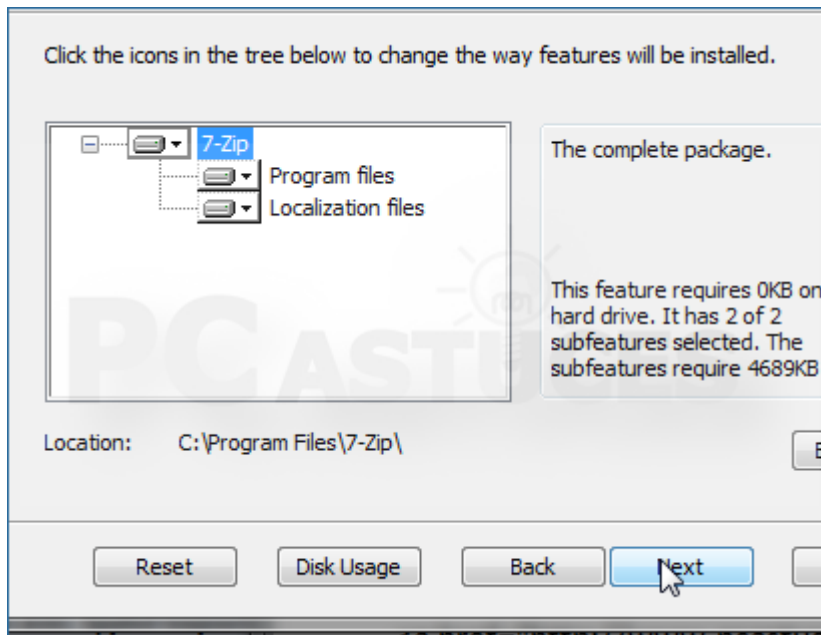 Click the icons in the tree below to change the way features will be installed.
7-Zip
Program files
Localization files
The complete package.
This feature requires 0KB on
hard drive. It has 2 of 2
subfeatures selected. The
subfeatures require 4689KB
PC ASTUCES
Location: C:\Program Files\7-Zip\
Reset Disk Usage Back Next